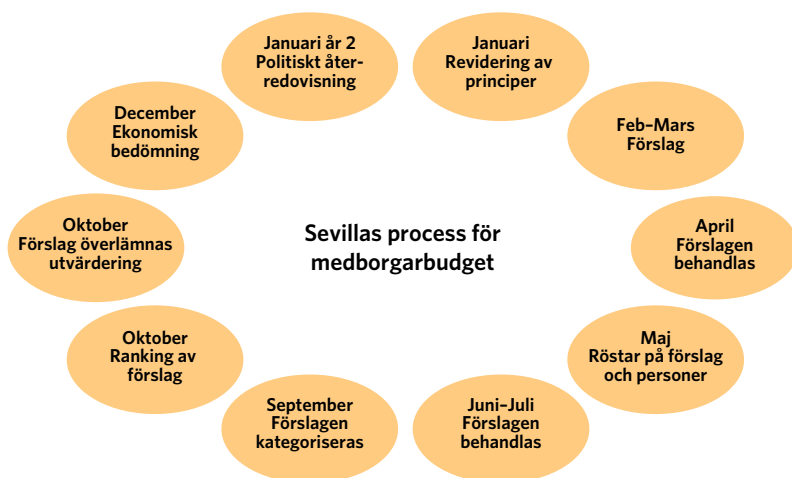 Januari år 2
Politiskt åter-
redovisning
Januari
Revidering av
principer
December
Ekonomisk
bedömning
Feb–Mars
Förslag
Oktober
Förslag överlämnas
utvärdering
Sevillas process för
medborgarbudget
April
Förslagen
behandlas
Oktober
Ranking av
förslag
Maj
Röstar på förslag
och personer
September
Förslagen
kategoriseras
Juni–Juli
Förslagen
behandlas